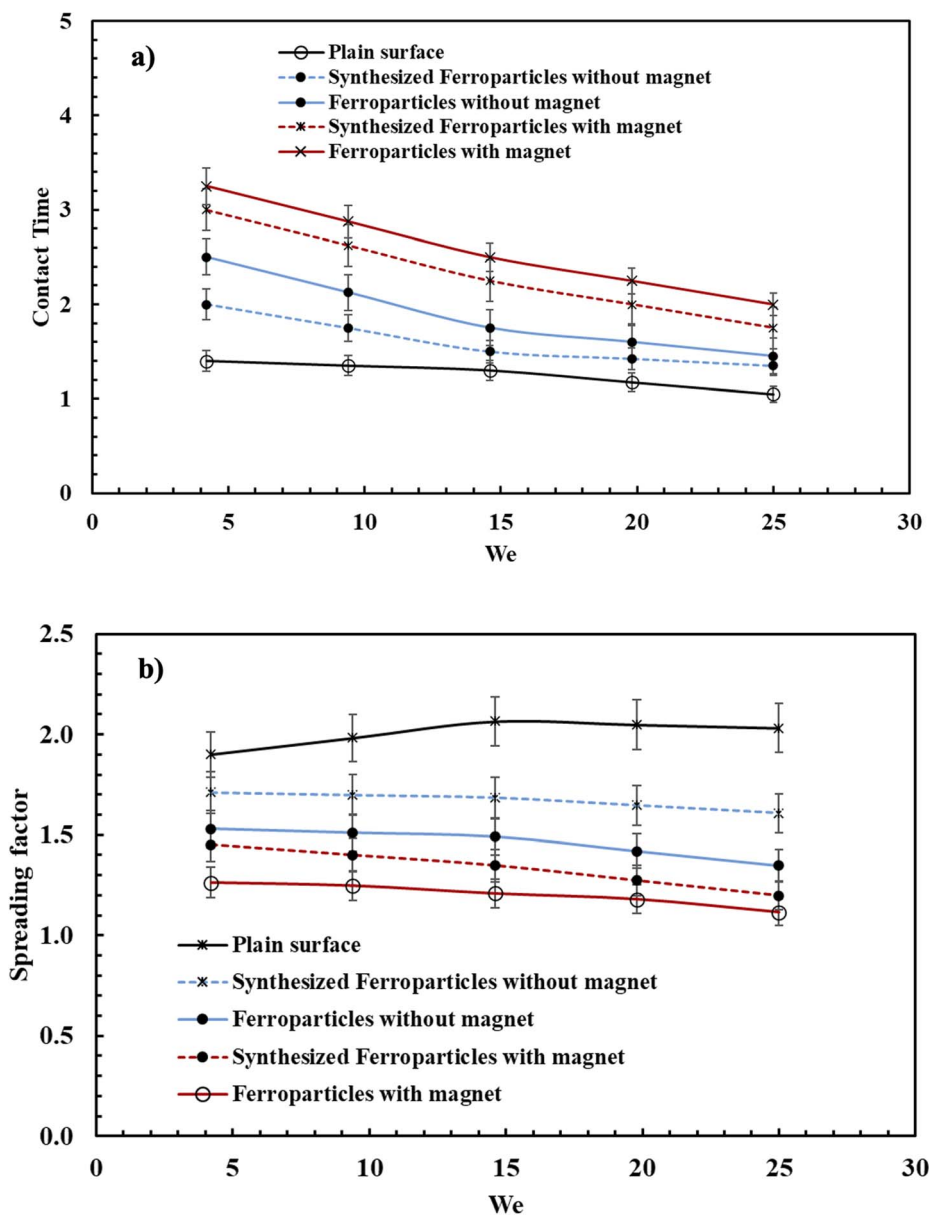 a)
Plain surface
Synthesized Ferroparticles without magnet
Ferroparticles without magnet
Synthesized Ferroparticles with magnet
Ferroparticles with magnet
Contact Time
5
4
3
2
1
0
0 5 10 15 20 25 30
We
b)
Spreading factor
2.5
2.0
1.5
1.0
0.5
0.0
Plain surface
Synthesized Ferroparticles without magnet
Ferroparticles without magnet
Synthesized Ferroparticles with magnet
Ferroparticles with magnet
0 5 10 15 20 25 30
We